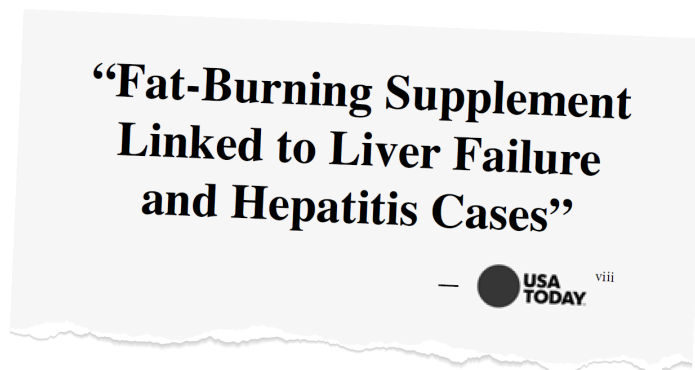 “Fat-Burning Supplement
Linked to Liver Failure
and Hepatitis Cases”
— USA
TODAY viii